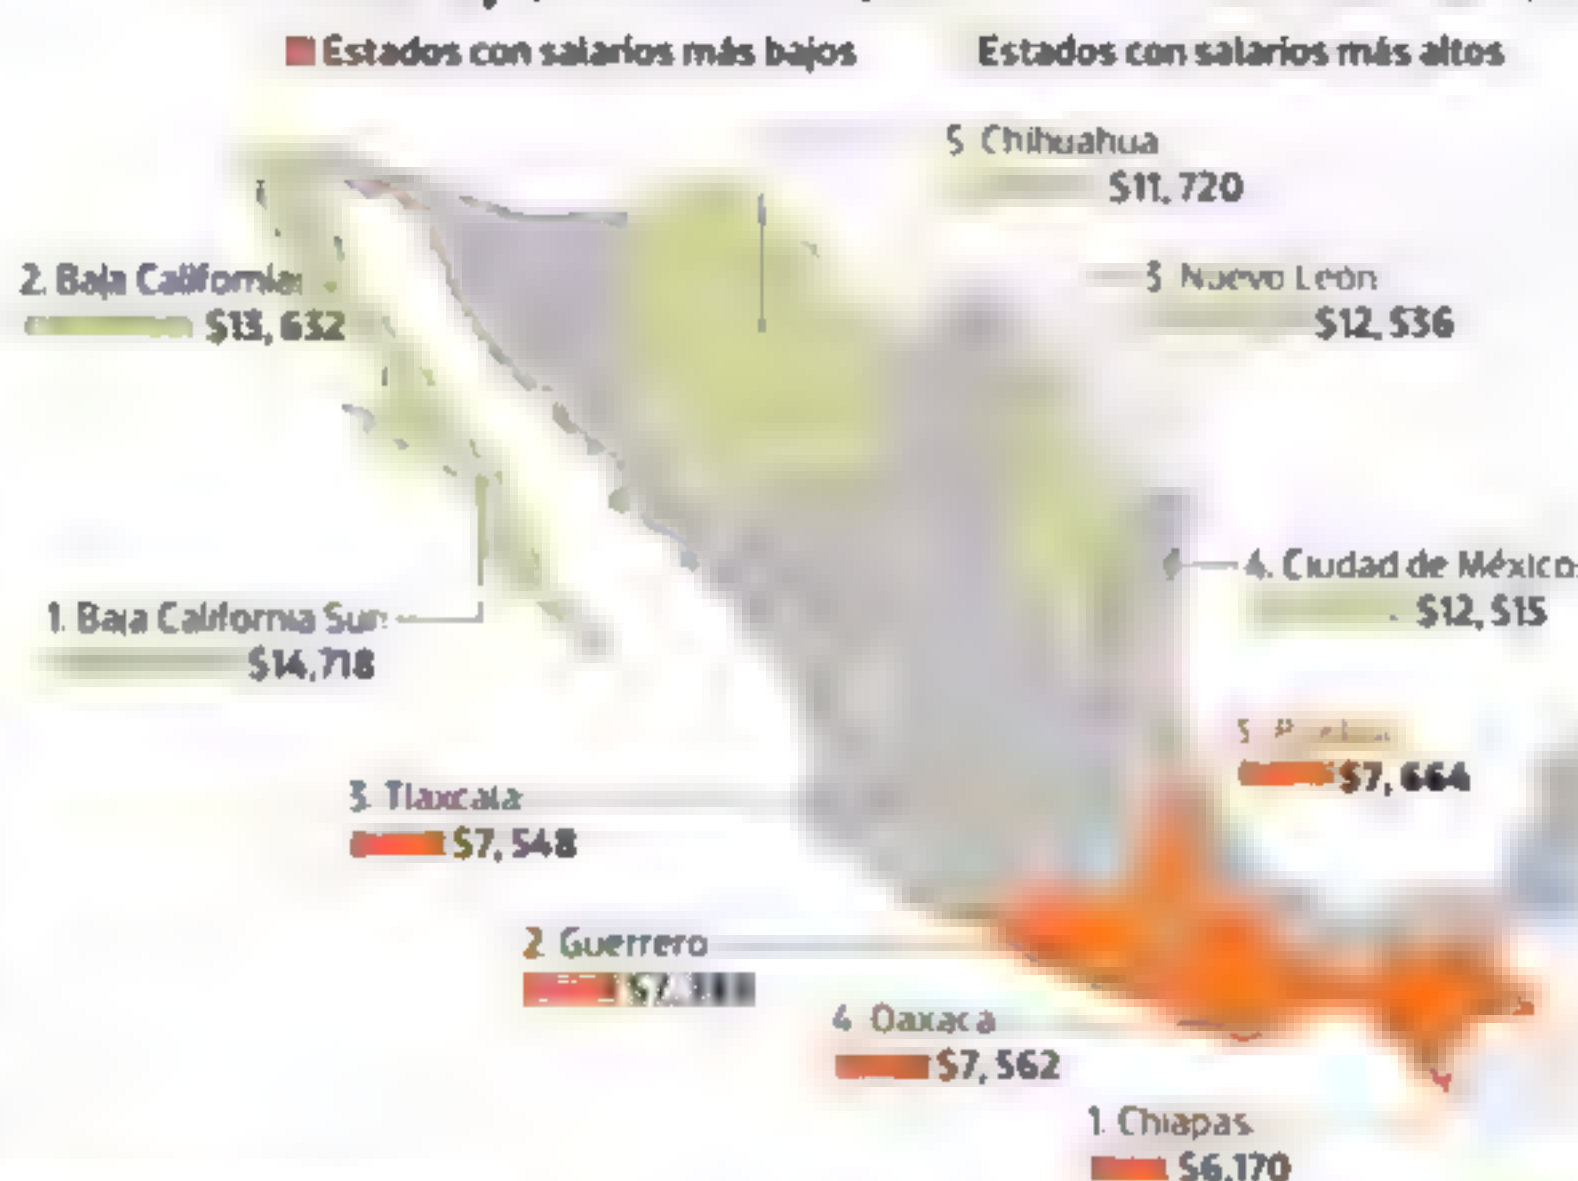 Estados con salarios más bajos
Estados con salarios más altos
5 Chihuahua
$11, 720
2. Baja California
$13, 632
3 Nuevo León
$12, 536
4. Ciudad de México
$12, 515
1. Baja California Sur
$14,718
5
$7, 664
3 Tlaxcala
$7, 548
2 Guerrero
4 Oaxaca
$7, 562
1. Chiapas
$6,170